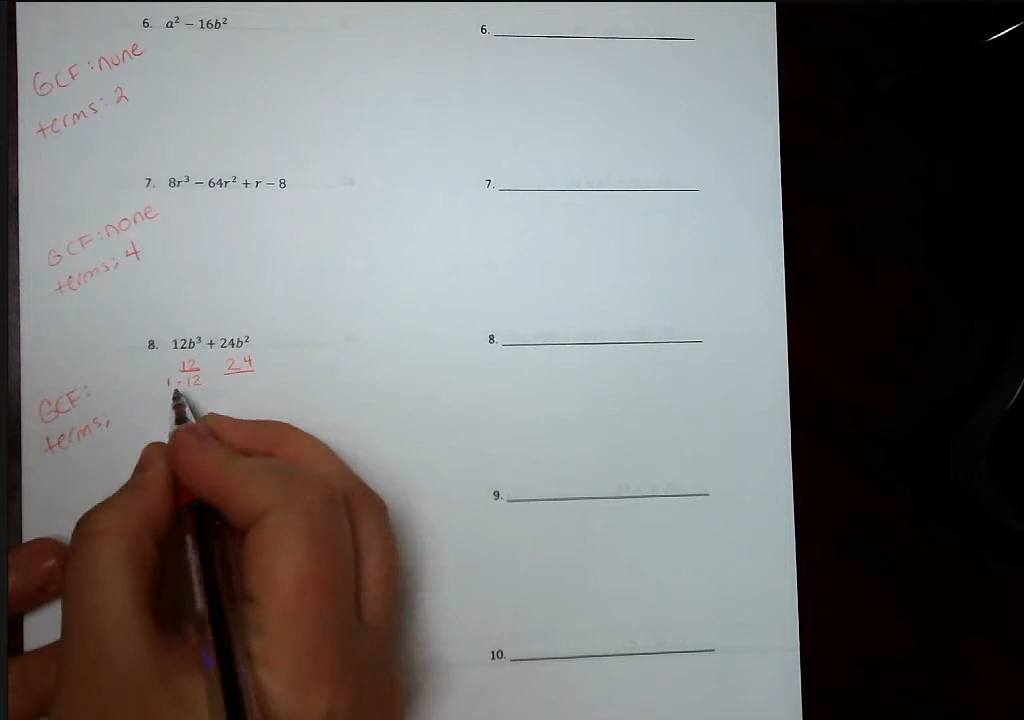 6. a² − 16b²
6.
GCF: none
terms: 2
7. 8r³ − 64r² + r − 8
7.
GCF: none
terms: 4
8. 12b³ + 24b²
8.
12 24
1-12
GCF:
terms:
9.
10.